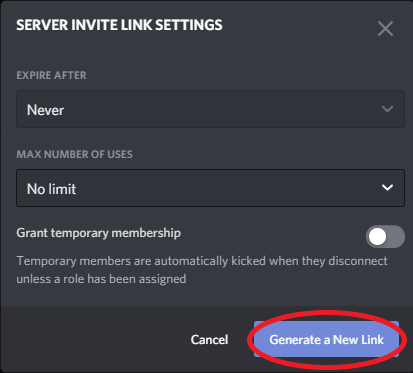 SERVER INVITE LINK SETTINGS
EXPIRE AFTER
Never
MAX NUMBER OF USES
No limit
Grant temporary membership
Temporary members are automatically kicked when they disconnect
unless a role has been assigned
Cancel Generate a New Link